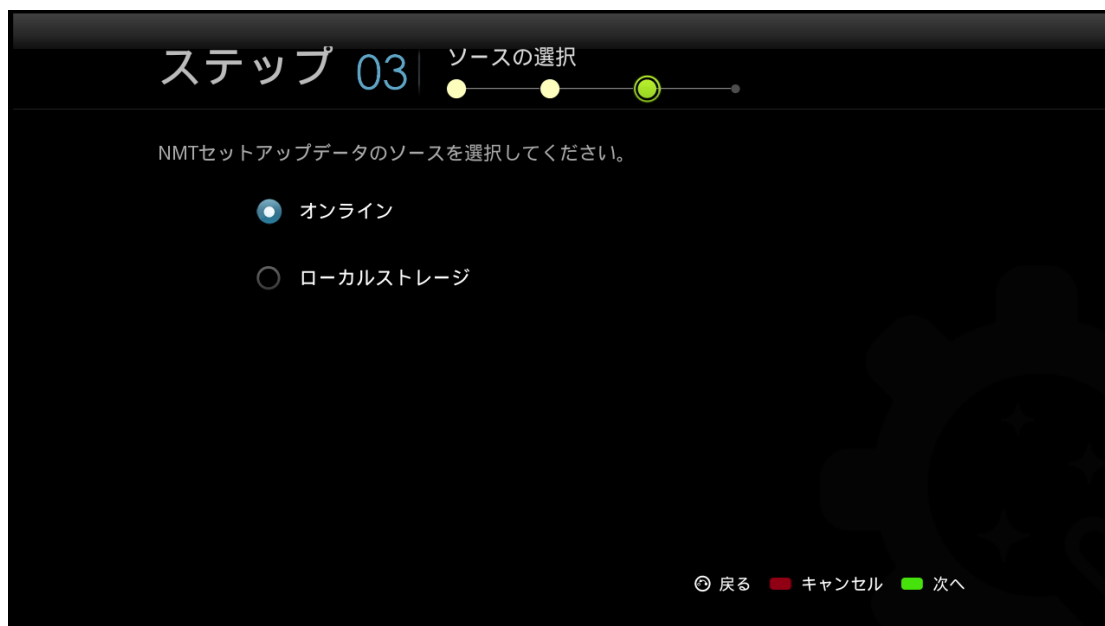 ステップ 03
ソースの選択
NMTセットアップデータのソースを選択してください。
オンライン
ローカルストレージ
戻る キャンセル 次へ